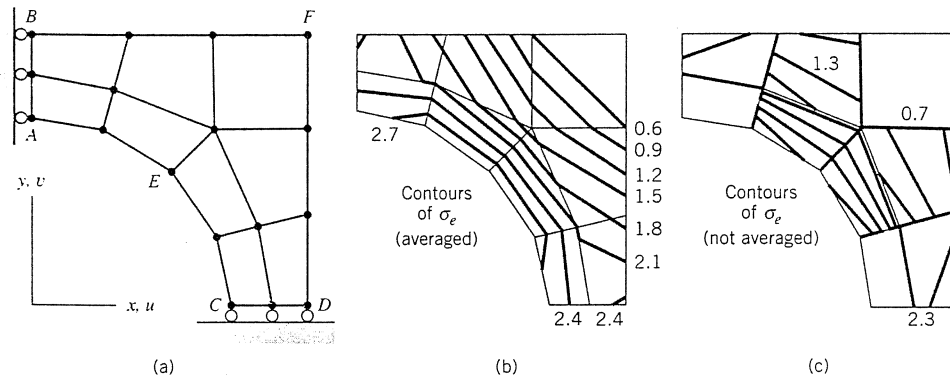 B
F
A
E
y, v
x, u
C
D
(a)
2.7
Contours
of σe
(averaged)
0.6
0.9
1.2
1.5
1.8
2.1
2.4
2.4
(b)
1.3
0.7
Contours
of σe
(not averaged)
2.3
(c)